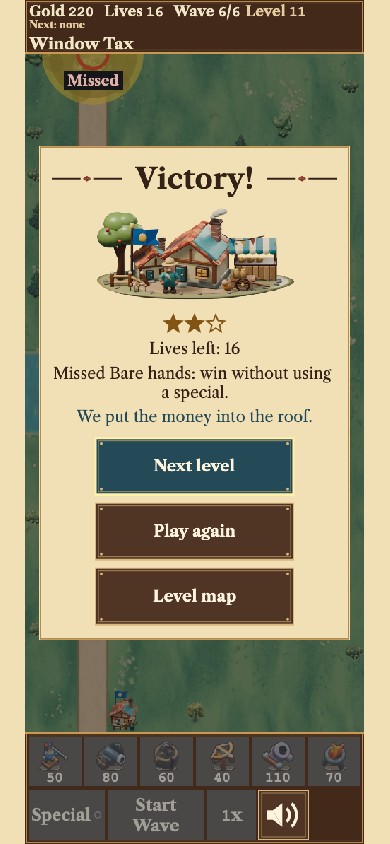 Gold 220 Lives 16 Wave 6/6 Level 11
Next: none
Window Tax
Missed
Victory!
Lives left: 16
Missed Bare hands: win without using
a special.
We put the money into the roof.
Next level
Play again
Level map
50 80 60 40 110 70
Special
Start
Wave
1x